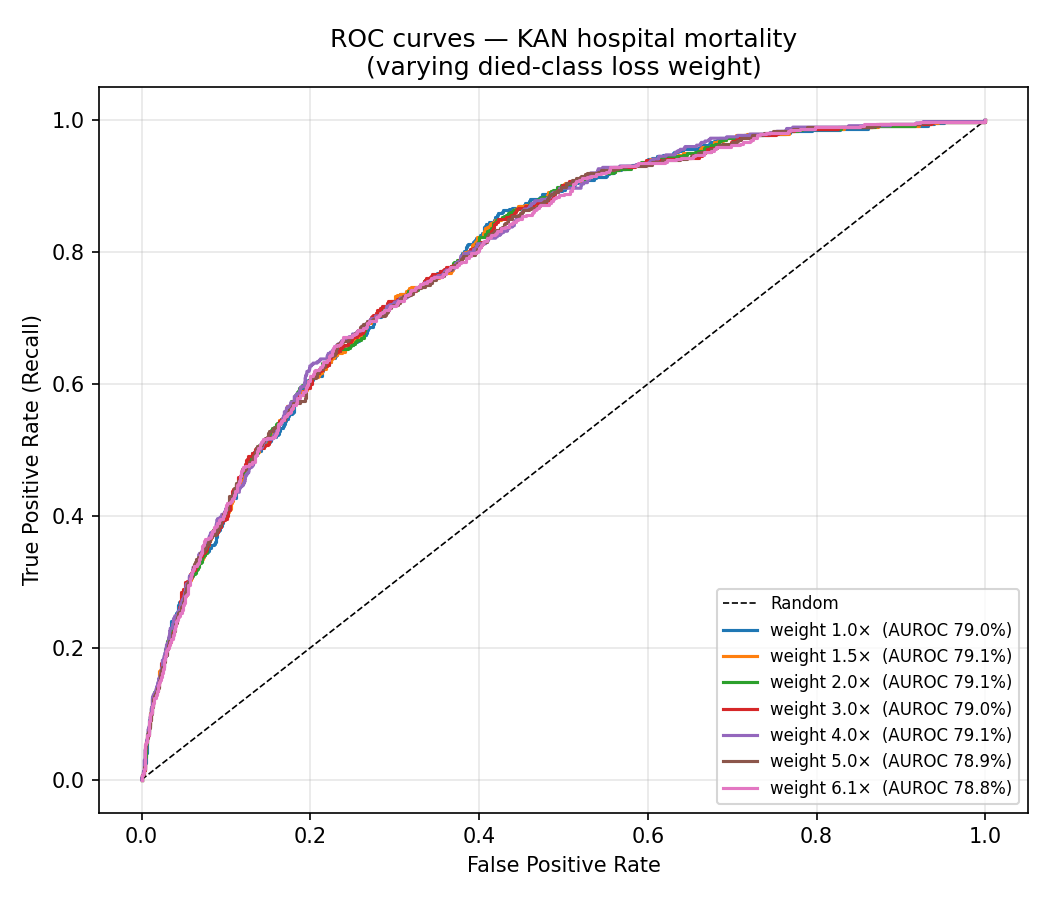 ROC curves — KAN hospital mortality
(varying died-class loss weight)
True Positive Rate (Recall)
1.0
0.8
0.6
0.4
0.2
0.0
0.0 0.2 0.4 0.6 0.8 1.0
False Positive Rate
Random
weight 1.0× (AUROC 79.0%)
weight 1.5× (AUROC 79.1%)
weight 2.0× (AUROC 79.1%)
weight 3.0× (AUROC 79.0%)
weight 4.0× (AUROC 79.1%)
weight 5.0× (AUROC 78.9%)
weight 6.1× (AUROC 78.8%)